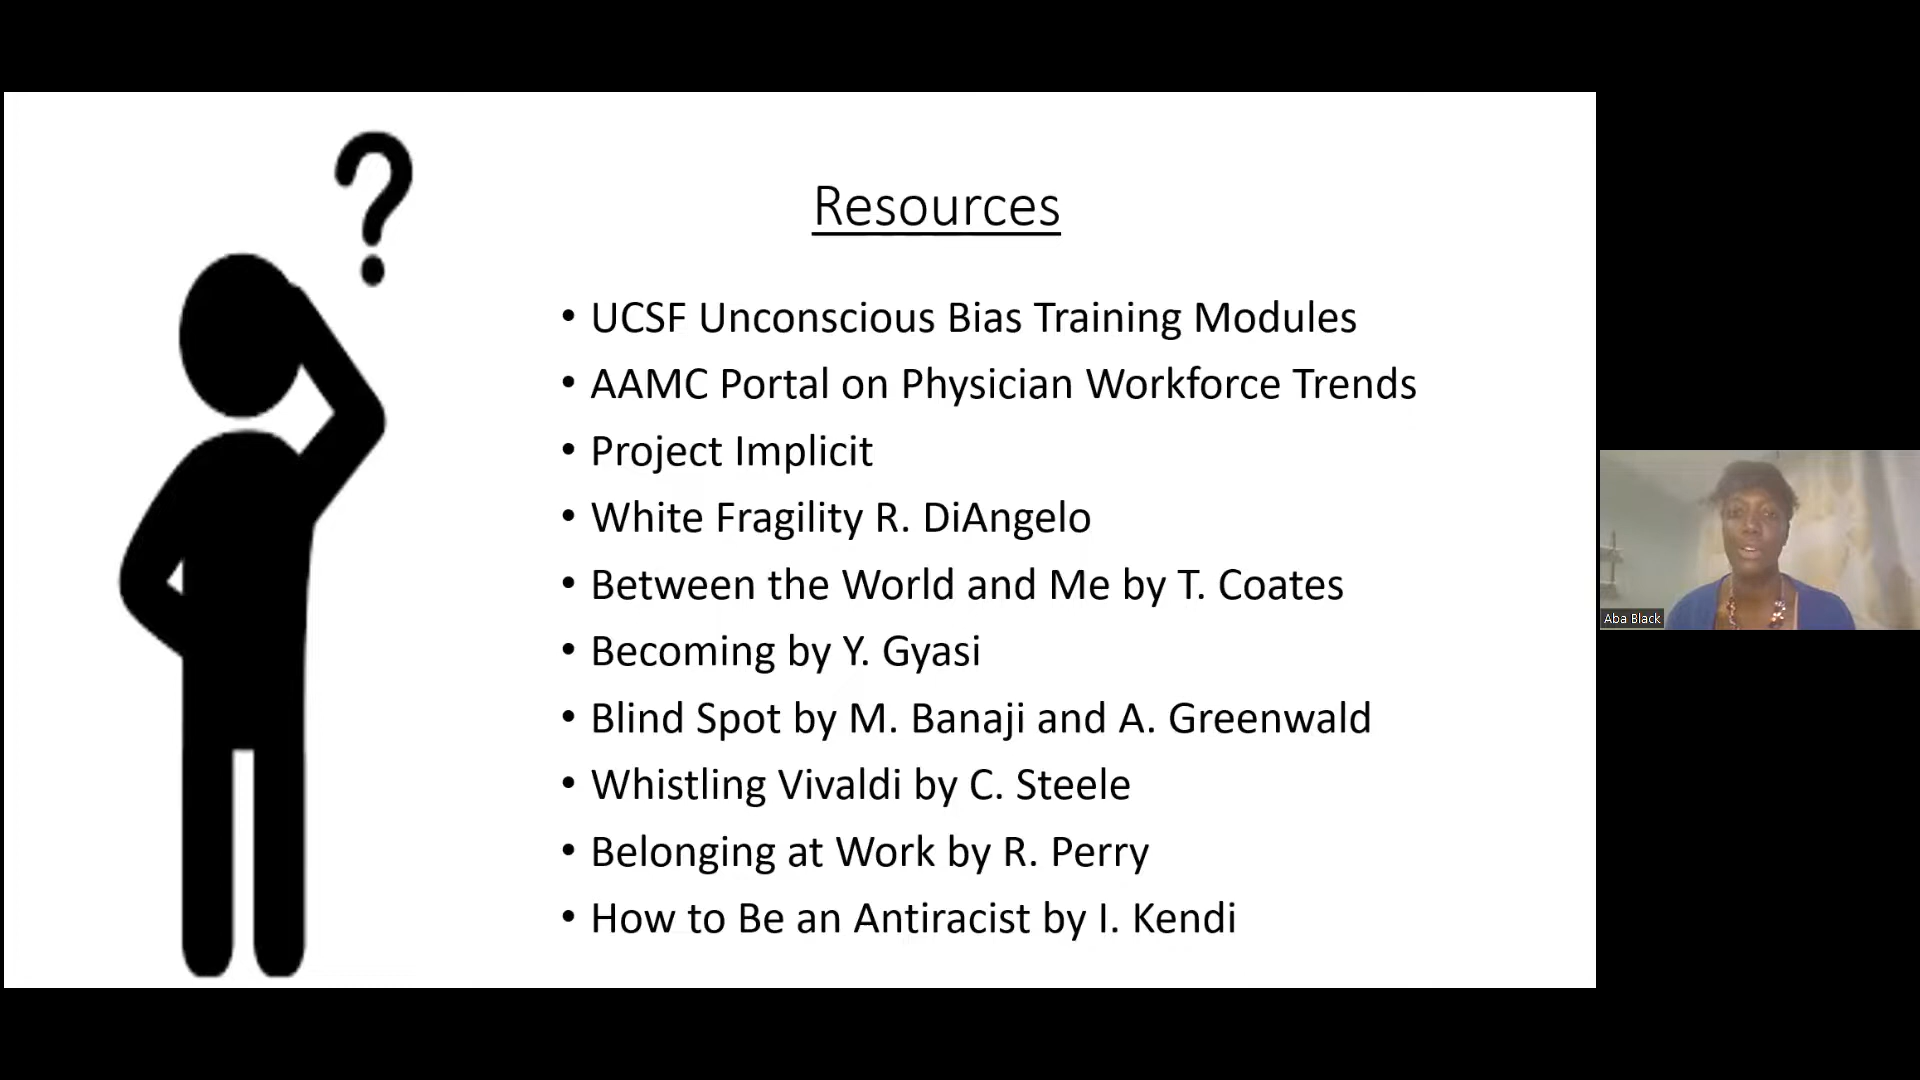 ?
Resources
• UCSF Unconscious Bias Training Modules
• AAMC Portal on Physician Workforce Trends
• Project Implicit
• White Fragility R. DiAngelo
• Between the World and Me by T. Coates
• Becoming by Y. Gyasi
• Blind Spot by M. Banaji and A. Greenwald
• Whistling Vivaldi by C. Steele
• Belonging at Work by R. Perry
• How to Be an Antiracist by I. Kendi
Aba Black